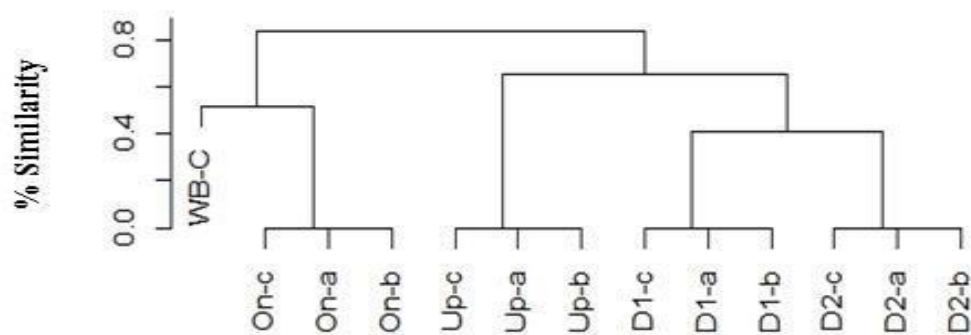 % Similarity
0.8
0.4
0.0
WB-C
On-c
On-a
On-b
Up-c
Up-a
Up-b
D1-c
D1-a
D1-b
D2-c
D2-a
D2-b